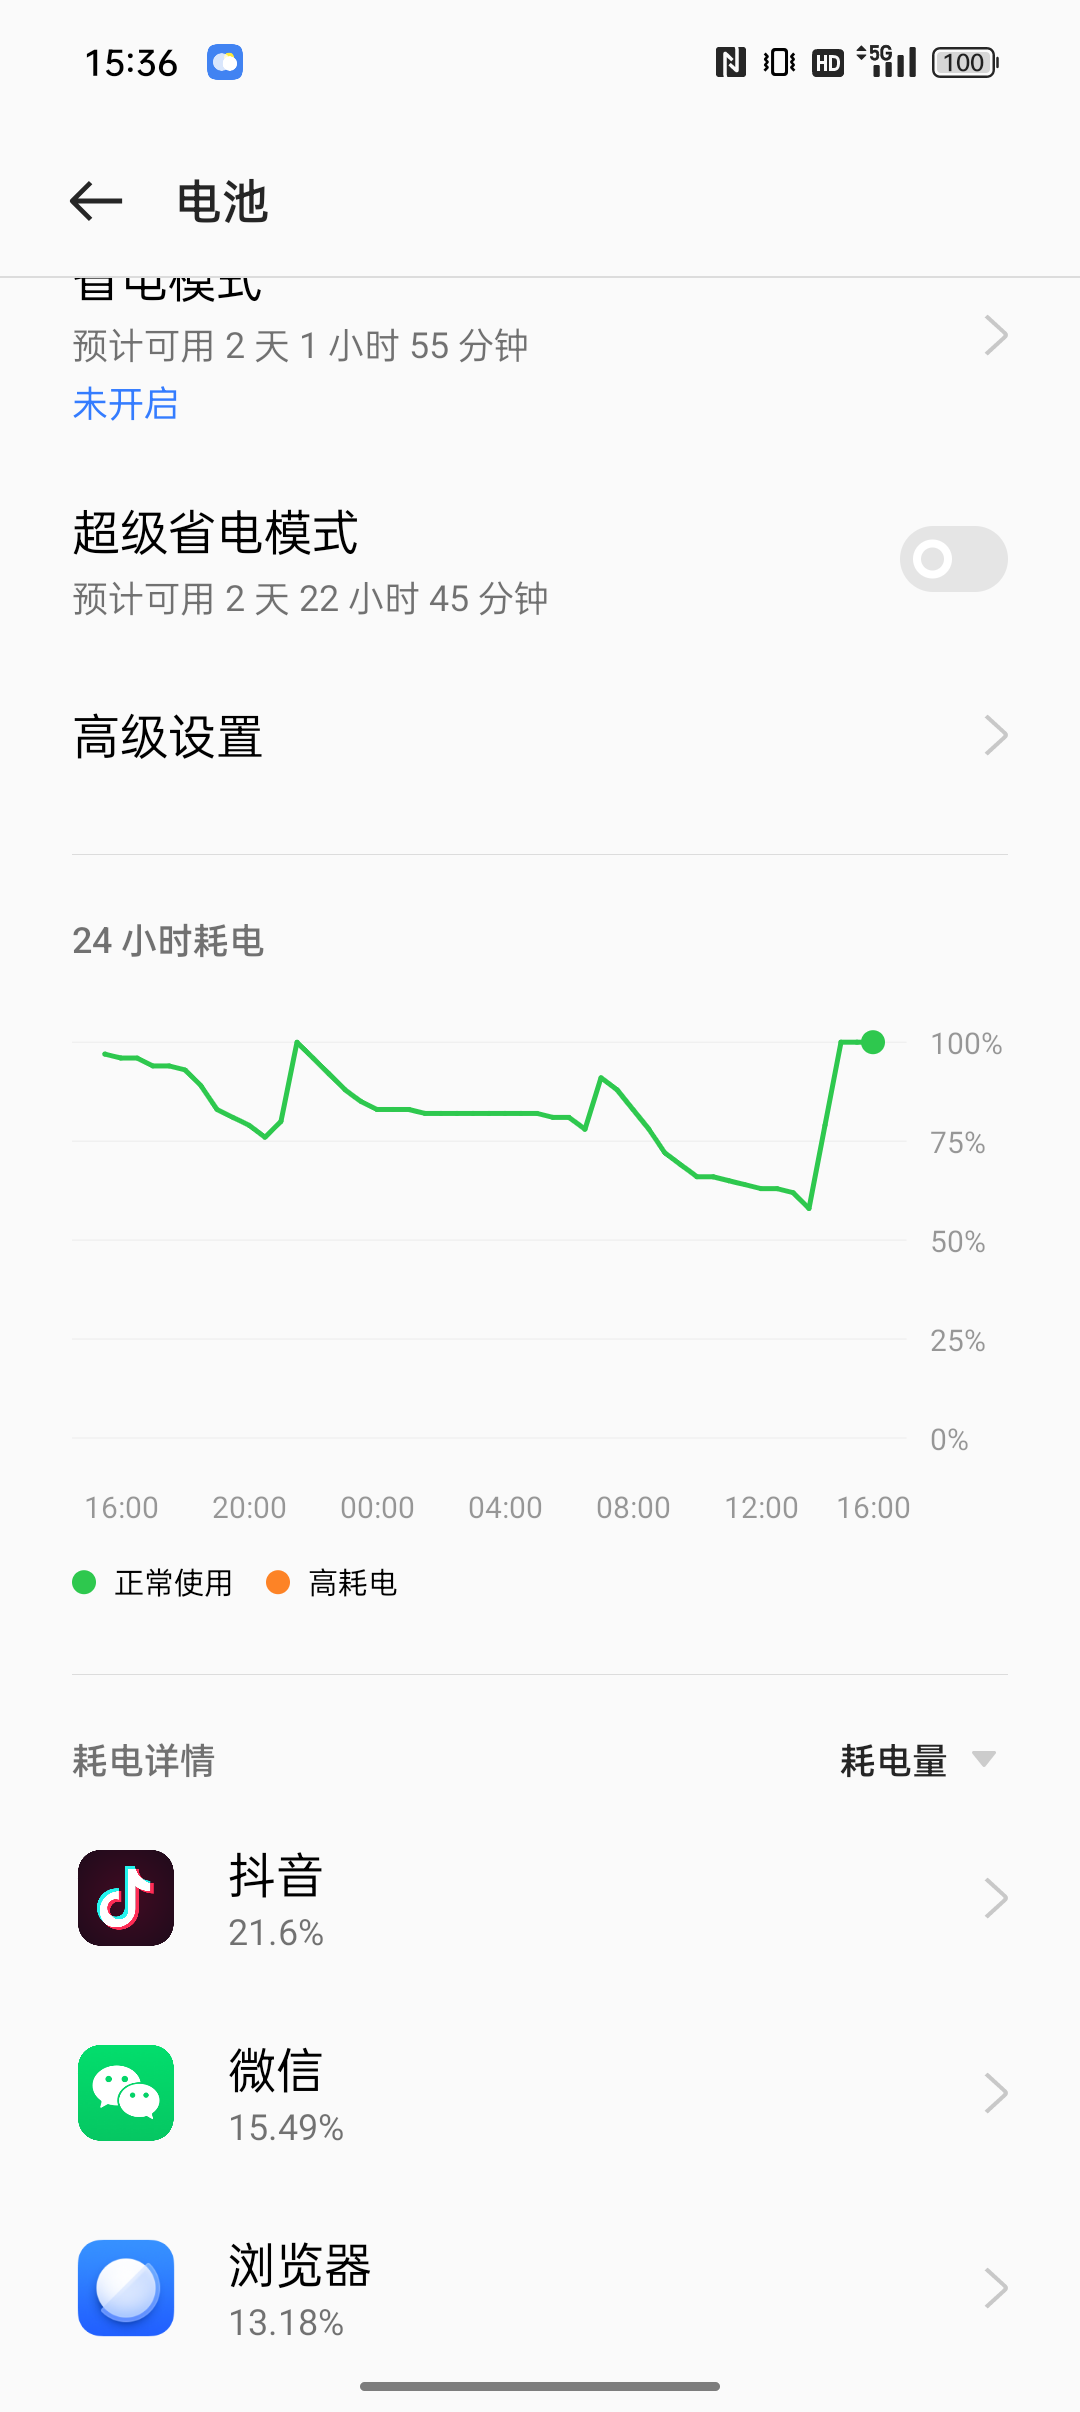 15:36
HD 5G 100
电池
省电模式
预计可用 2 天 1 小时 55 分钟
未开启
超级省电模式
预计可用 2 天 22 小时 45 分钟
高级设置
24 小时耗电
100%
75%
50%
25%
0%
16:00 20:00 00:00 04:00 08:00 12:00 16:00
正常使用 高耗电
耗电详情 耗电量
抖音
21.6%
微信
15.49%
浏览器
13.18%